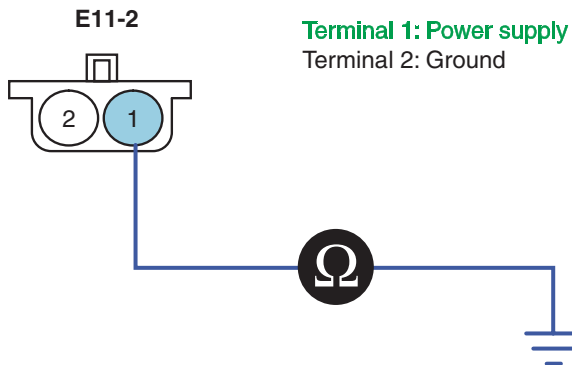 E11-2
Terminal 1: Power supply
Terminal 2: Ground
2 1
Ω